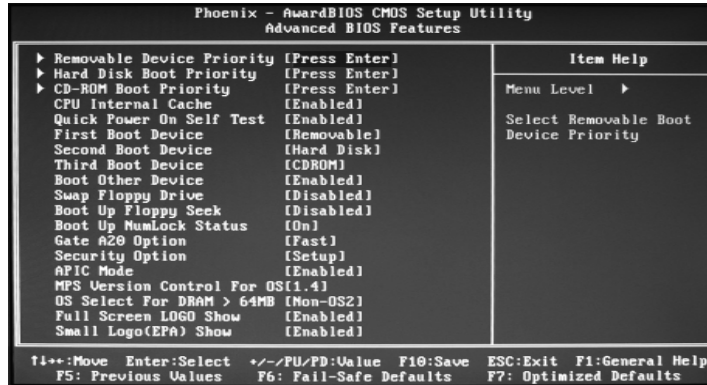 Phoenix - AwardBIOS CMOS Setup Utility
Advanced BIOS Features
Removable Device Priority [Press Enter]
Hard Disk Boot Priority [Press Enter]
CD-ROM Boot Priority [Press Enter]
CPU Internal Cache [Enabled]
Quick Power On Self Test [Enabled]
First Boot Device [Removable]
Second Boot Device [Hard Disk]
Third Boot Device [CDROM]
Boot Other Device [Enabled]
Swap Floppy Drive [Disabled]
Boot Up Floppy Seek [Disabled]
Boot Up NumLock Status [On]
Gate A20 Option [Fast]
Security Option [Setup]
APIC Mode [Enabled]
MPS Version Control For OS[1.4]
OS Select For DRAM > 64MB [Non-OS2]
Full Screen LOGO Show [Enabled]
Small Logo(EPA) Show [Enabled]
Item Help
Menu Level
Select Removable Boot
Device Priority
↑↓→←:Move Enter:Select +/-/PU/PD:Value F10:Save ESC:Exit F1:General Help
F5: Previous Values F6: Fail-Safe Defaults F7: Optimized Defaults